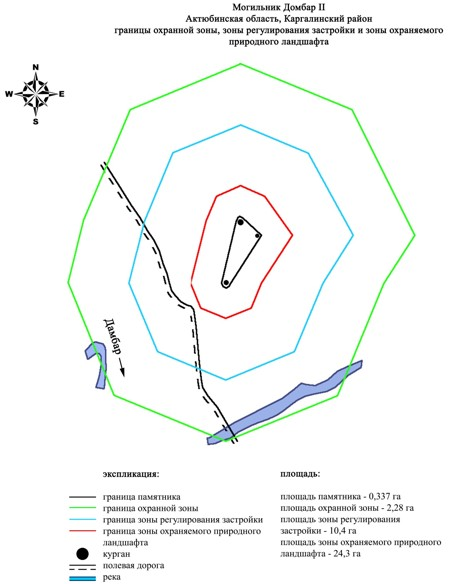 Могильник Домбар II
Актюбинская область, Каргалинский район
границы охранной зоны, зоны регулирования застройки и зоны охраняемого
природного ландшафта
N
W E
S
Дамбар
экспликация:
граница памятника
граница охранной зоны
граница зоны регулирования застройки
граница зоны охраняемого природного
ландшафта
курган
полевая дорога
река
площадь:
площадь памятника - 0,337 га
площадь охранной зоны - 2,28 га
площадь зоны регулирования
застройки - 10,4 га
площадь зоны охраняемого природного
ландшафта - 24,3 га